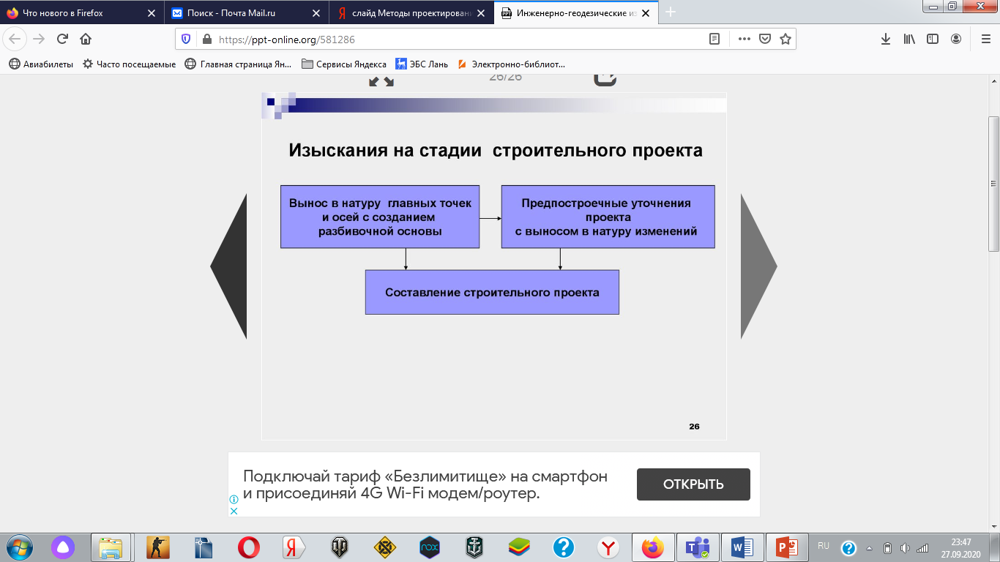 Что нового в Firefox
Поиск - Почта Mail.ru
слайд Методы проектирован
Инженерно-геодезические из
https://ppt-online.org/581286
Авиабилеты
Часто посещаемые
Главная страница Ян...
Сервисы Яндекса
ЭБС Лань
Электронно-библиот...
26/26
Изыскания на стадии строительного проекта
Вынос в натуру главных точек
и осей с созданием
разбивочной основы
Предпостроечные уточнения
проекта
с выносом в натуру изменений
Составление строительного проекта
26
Подключай тариф «Безлимитище» на смартфон
и присоединяй 4G Wi-Fi модем/роутер.
ОТКРЫТЬ
RU
23:47
27.09.2020